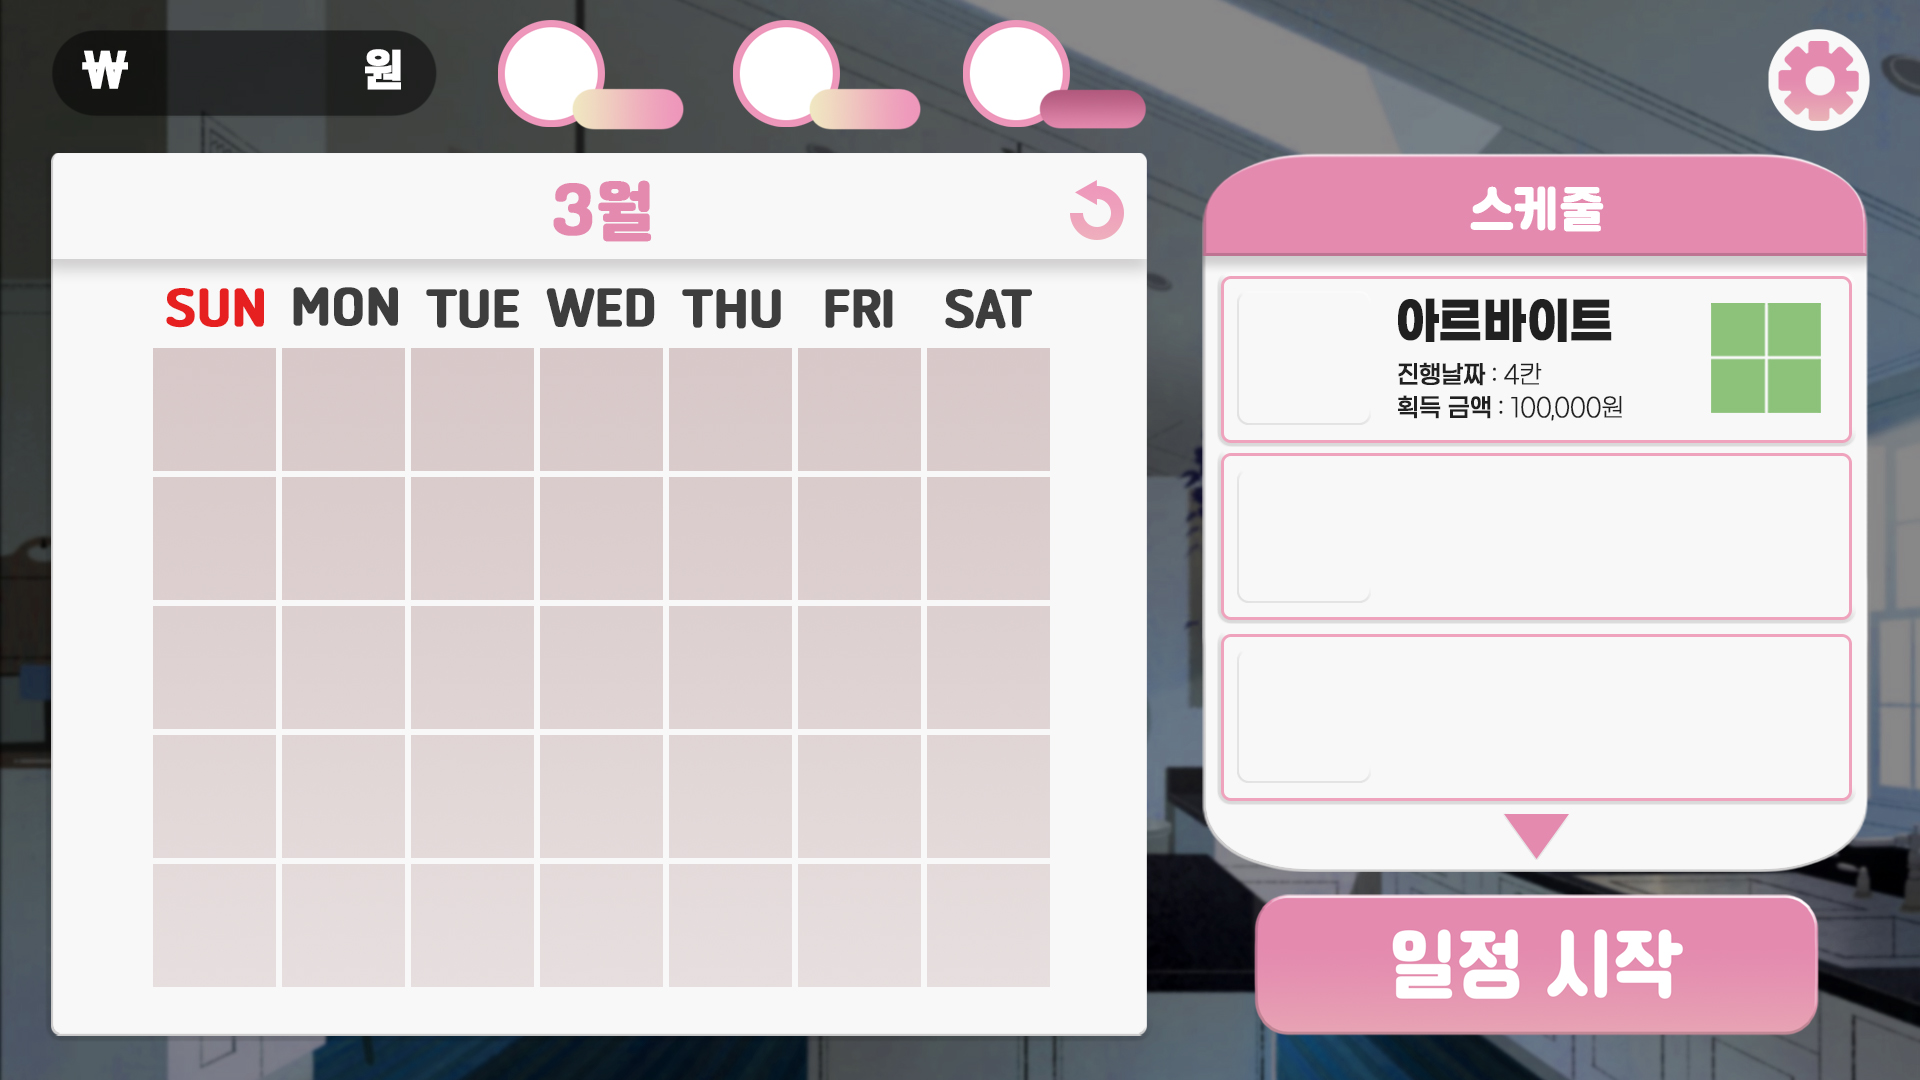 ₩ 원
3월
SUN MON TUE WED THU FRI SAT
스케줄
아르바이트
진행날짜 : 4칸
획득 금액 : 100,000원
일정 시작